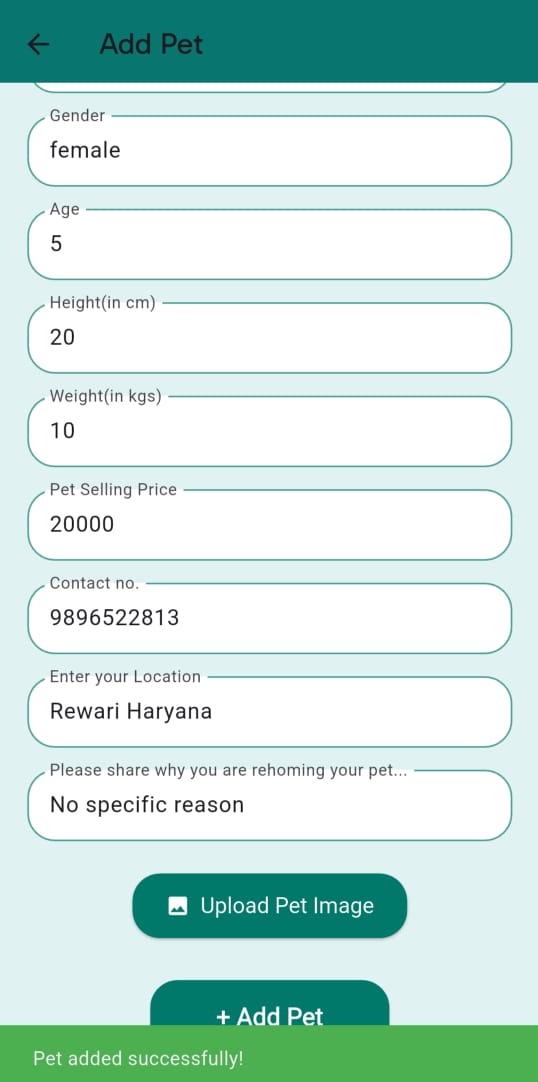 Add Pet
Gender
female
Age
5
Height(in cm)
20
Weight(in kgs)
10
Pet Selling Price
20000
Contact no.
9896522813
Enter your Location
Rewari Haryana
Please share why you are rehoming your pet...
No specific reason
Upload Pet Image
+ Add Pet
Pet added successfully!